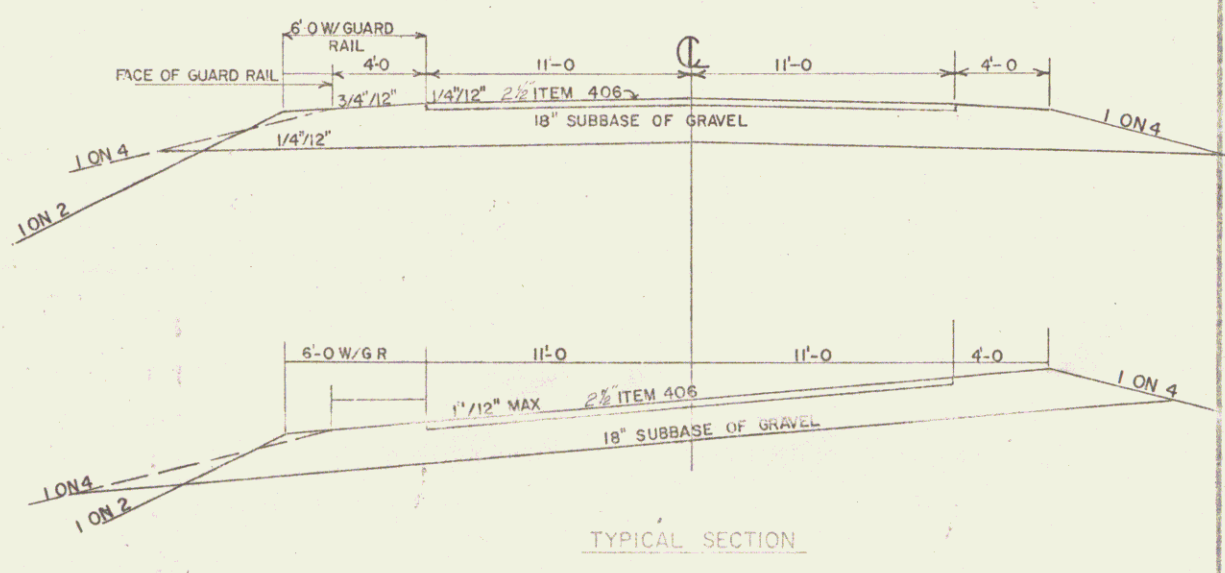 6'-0 W/GUARD
RAIL
FACE OF GUARD RAIL
4'-0
11'-0
℄
11'-0
4'-0
3/4"/12"
1/4"/12"
2½" ITEM 406
18" SUBBASE OF GRAVEL
1/4"/12"
1 ON 4
1 ON 2
1 ON 4
6'-0 W/G R
11'-0
11'-0
4'-0
1"/12" MAX
2½" ITEM 406
18" SUBBASE OF GRAVEL
1 ON 4
1 ON 4
1 ON 2
TYPICAL SECTION